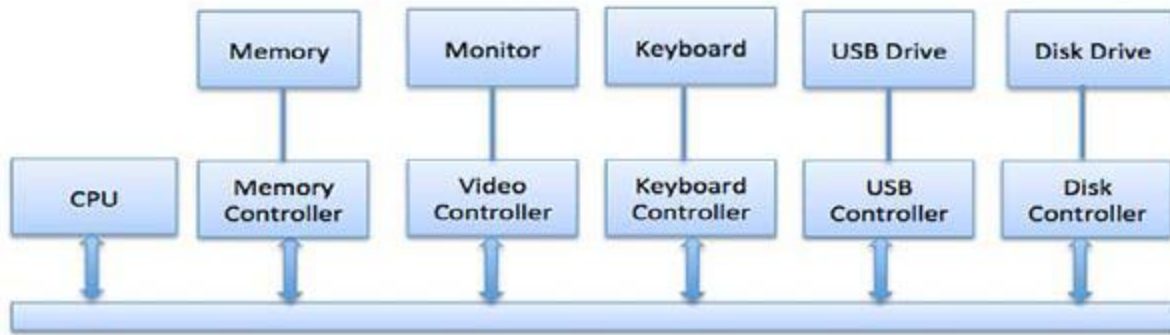 Memory
Monitor
Keyboard
USB Drive
Disk Drive
CPU
Memory
Controller
Video
Controller
Keyboard
Controller
USB
Controller
Disk
Controller